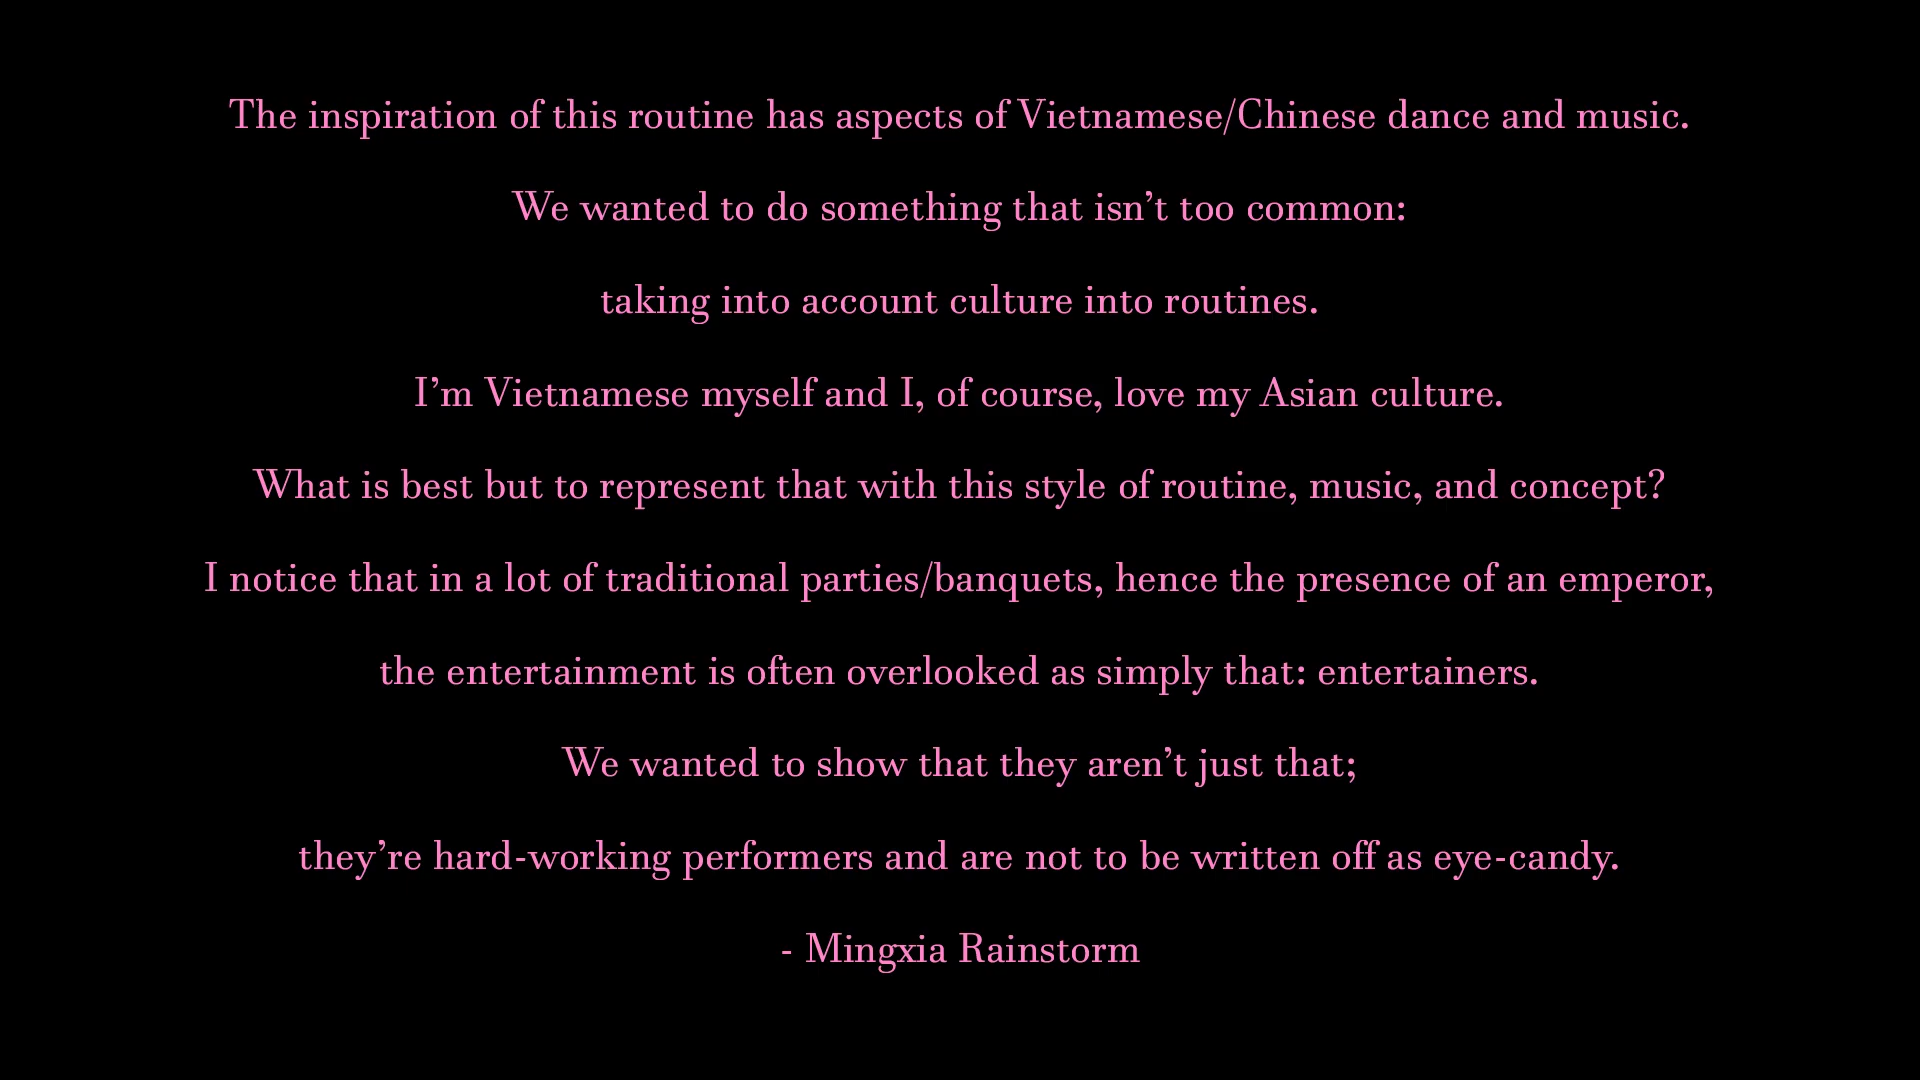 The inspiration of this routine has aspects of Vietnamese/Chinese dance and music.
We wanted to do something that isn’t too common:
taking into account culture into routines.
I’m Vietnamese myself and I, of course, love my Asian culture.
What is best but to represent that with this style of routine, music, and concept?
I notice that in a lot of traditional parties/banquets, hence the presence of an emperor,
the entertainment is often overlooked as simply that: entertainers.
We wanted to show that they aren’t just that;
they’re hard-working performers and are not to be written off as eye-candy.
- Mingxia Rainstorm